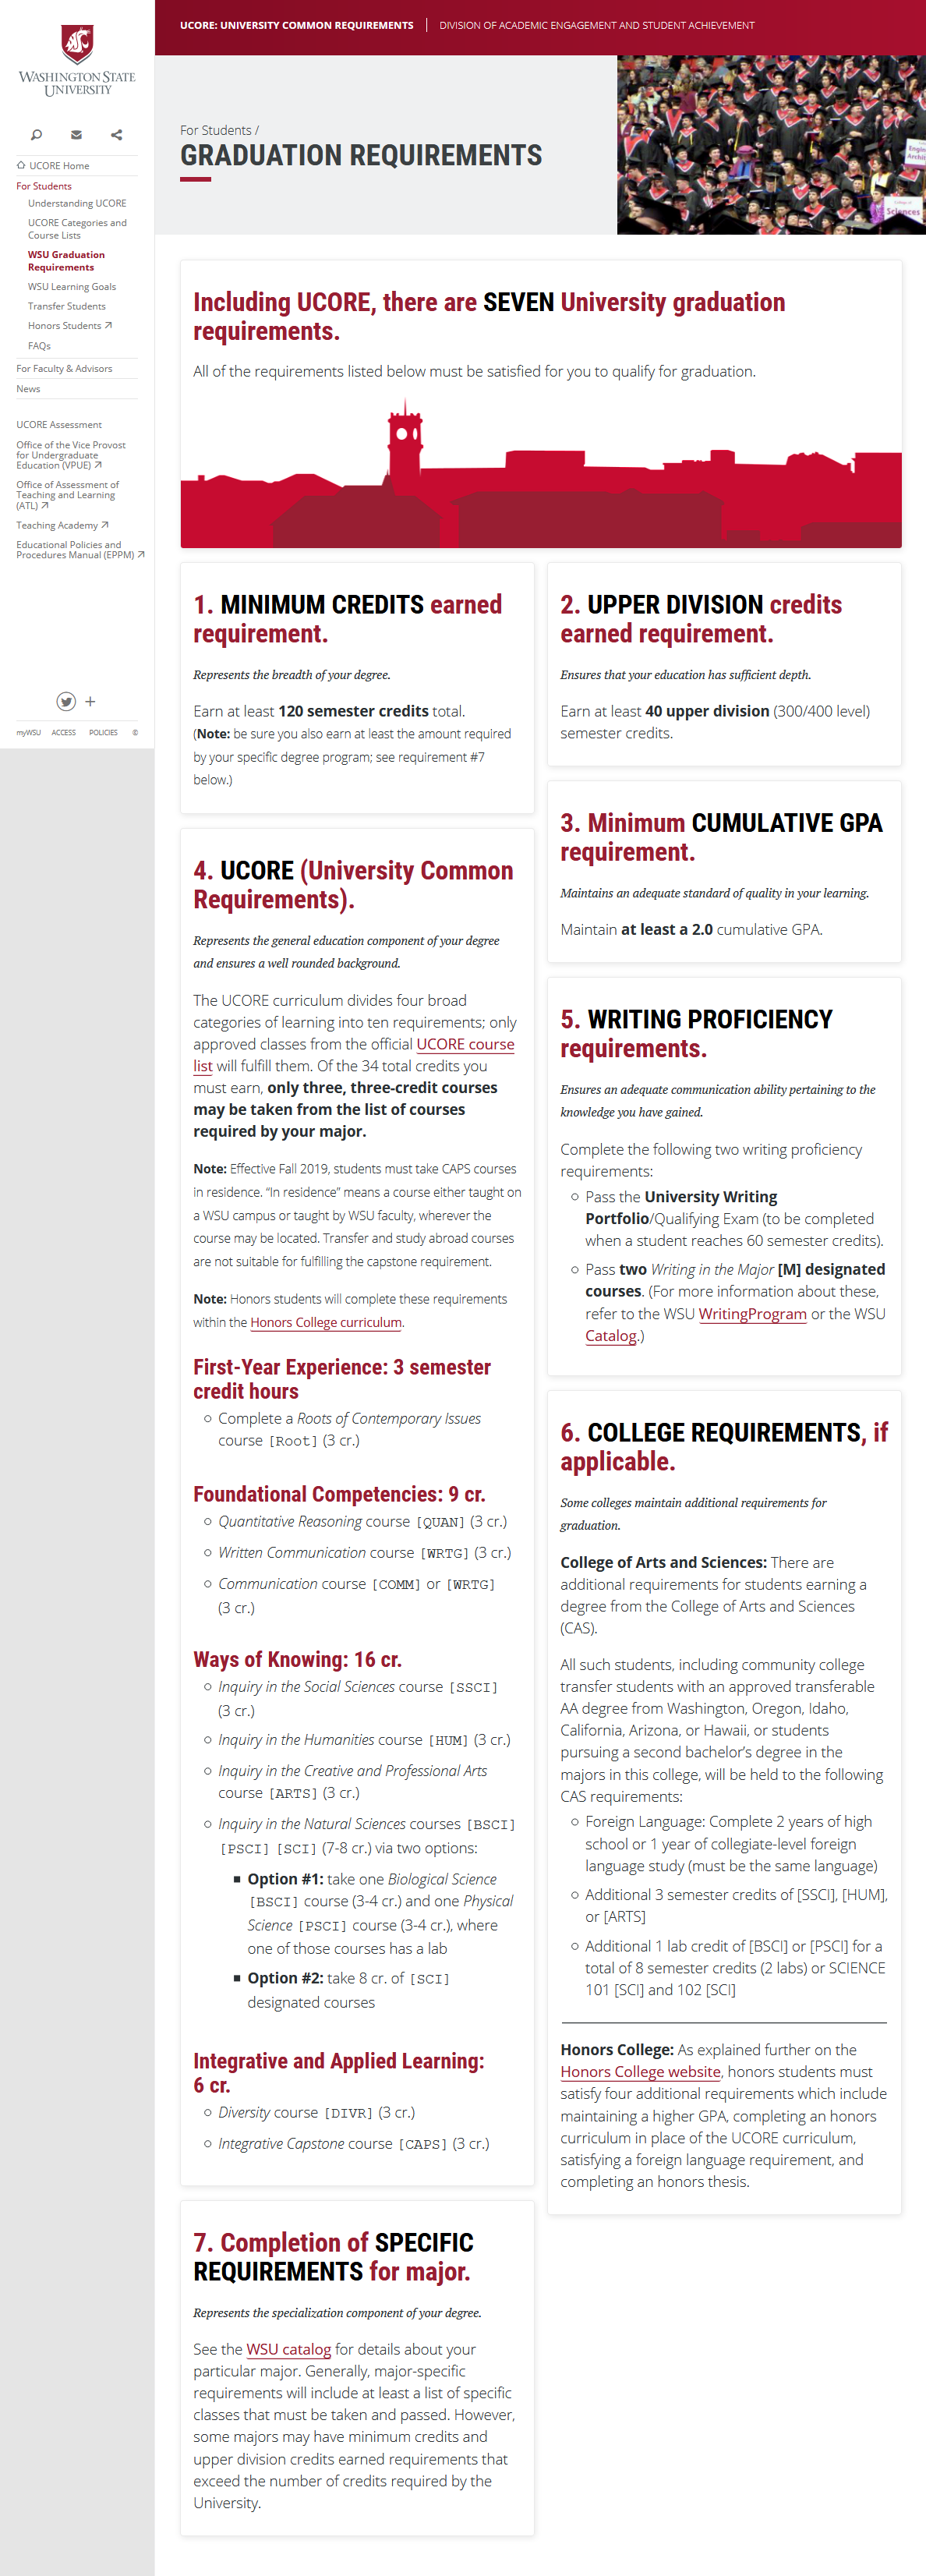 WASHINGTON STATE
UNIVERSITY
UCORE Home
For Students
Understanding UCORE
UCORE Categories and
Course Lists
WSU Graduation
Requirements
WSU Learning Goals
Transfer Students
Honors Students
FAQs
For Faculty & Advisors
News
UCORE Assessment
Office of the Vice Provost
for Undergraduate
Education (VPUE)
Office of Assessment of
Teaching and Learning
(ATL)
Teaching Academy
Educational Policies and
Procedures Manual (EPPM)
myWSU ACCESS POLICIES ©
UCORE: UNIVERSITY COMMON REQUIREMENTS | DIVISION OF ACADEMIC ENGAGEMENT AND STUDENT ACHIEVEMENT
For Students /
GRADUATION REQUIREMENTS
Sciences
Including UCORE, there are SEVEN University graduation
requirements.
All of the requirements listed below must be satisfied for you to qualify for graduation.
1. MINIMUM CREDITS earned
requirement.
Represents the breadth of your degree.
Earn at least 120 semester credits total.
(Note: be sure you also earn at least the amount required
by your specific degree program; see requirement #7
below.)
2. UPPER DIVISION credits
earned requirement.
Ensures that your education has sufficient depth.
Earn at least 40 upper division (300/400 level)
semester credits.
3. Minimum CUMULATIVE GPA
requirement.
Maintains an adequate standard of quality in your learning.
Maintain at least a 2.0 cumulative GPA.
4. UCORE (University Common
Requirements).
Represents the general education component of your degree
and ensures a well rounded background.
The UCORE curriculum divides four broad
categories of learning into ten requirements; only
approved classes from the official UCORE course
list will fulfill them. Of the 34 total credits you
must earn, only three, three-credit courses
may be taken from the list of courses
required by your major.
Note: Effective Fall 2019, students must take CAPS courses
in residence. “In residence” means a course either taught on
a WSU campus or taught by WSU faculty, wherever the
course may be located. Transfer and study abroad courses
are not suitable for fulfilling the capstone requirement.
Note: Honors students will complete these requirements
within the Honors College curriculum.
First-Year Experience: 3 semester
credit hours
Complete a Roots of Contemporary Issues
course [Root] (3 cr.)
Foundational Competencies: 9 cr.
Quantitative Reasoning course [QUAN] (3 cr.)
Written Communication course [WRTG] (3 cr.)
Communication course [COMM] or [WRTG]
(3 cr.)
Ways of Knowing: 16 cr.
Inquiry in the Social Sciences course [SSCI]
(3 cr.)
Inquiry in the Humanities course [HUM] (3 cr.)
Inquiry in the Creative and Professional Arts
course [ARTS] (3 cr.)
Inquiry in the Natural Sciences courses [BSCI]
[PSCI] [SCI] (7-8 cr.) via two options:
Option #1: take one Biological Science
[BSCI] course (3-4 cr.) and one Physical
Science [PSCI] course (3-4 cr.), where
one of those courses has a lab
Option #2: take 8 cr. of [SCI]
designated courses
Integrative and Applied Learning:
6 cr.
Diversity course [DIVR] (3 cr.)
Integrative Capstone course [CAPS] (3 cr.)
5. WRITING PROFICIENCY
requirements.
Ensures an adequate communication ability pertaining to the
knowledge you have gained.
Complete the following two writing proficiency
requirements:
Pass the University Writing
Portfolio/Qualifying Exam (to be completed
when a student reaches 60 semester credits).
Pass two Writing in the Major [M] designated
courses. (For more information about these,
refer to the WSU WritingProgram or the WSU
Catalog.)
6. COLLEGE REQUIREMENTS, if
applicable.
Some colleges maintain additional requirements for
graduation.
College of Arts and Sciences: There are
additional requirements for students earning a
degree from the College of Arts and Sciences
(CAS).
All such students, including community college
transfer students with an approved transferable
AA degree from Washington, Oregon, Idaho,
California, Arizona, or Hawaii, or students
pursuing a second bachelor’s degree in the
majors in this college, will be held to the following
CAS requirements:
Foreign Language: Complete 2 years of high
school or 1 year of collegiate-level foreign
language study (must be the same language)
Additional 3 semester credits of [SSCI], [HUM],
or [ARTS]
Additional 1 lab credit of [BSCI] or [PSCI] for a
total of 8 semester credits (2 labs) or SCIENCE
101 [SCI] and 102 [SCI]
Honors College: As explained further on the
Honors College website, honors students must
satisfy four additional requirements which include
maintaining a higher GPA, completing an honors
curriculum in place of the UCORE curriculum,
satisfying a foreign language requirement, and
completing an honors thesis.
7. Completion of SPECIFIC
REQUIREMENTS for major.
Represents the specialization component of your degree.
See the WSU catalog for details about your
particular major. Generally, major-specific
requirements will include at least a list of specific
classes that must be taken and passed. However,
some majors may have minimum credits and
upper division credits earned requirements that
exceed the number of credits required by the
University.